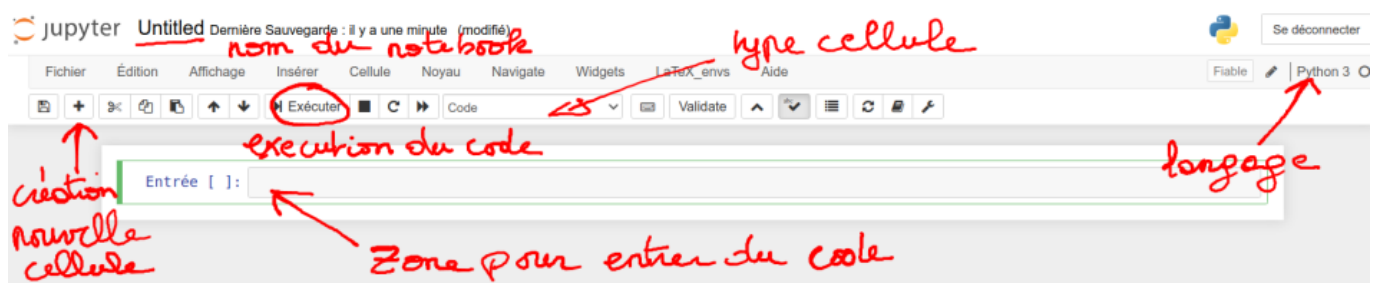 jupyter Untitled Dernière Sauvegarde : il y a une minute (modifié) Se déconnecter
nom du notebook
type cellule
Fichier Édition Affichage Insérer Cellule Noyau Navigate Widgets LaTeX_envs Aide Fiable Python 3
Exécuter Code Validate
execution du code
langage
Entrée [ ]:
création
nouvelle
cellule
Zone pour entrer du code